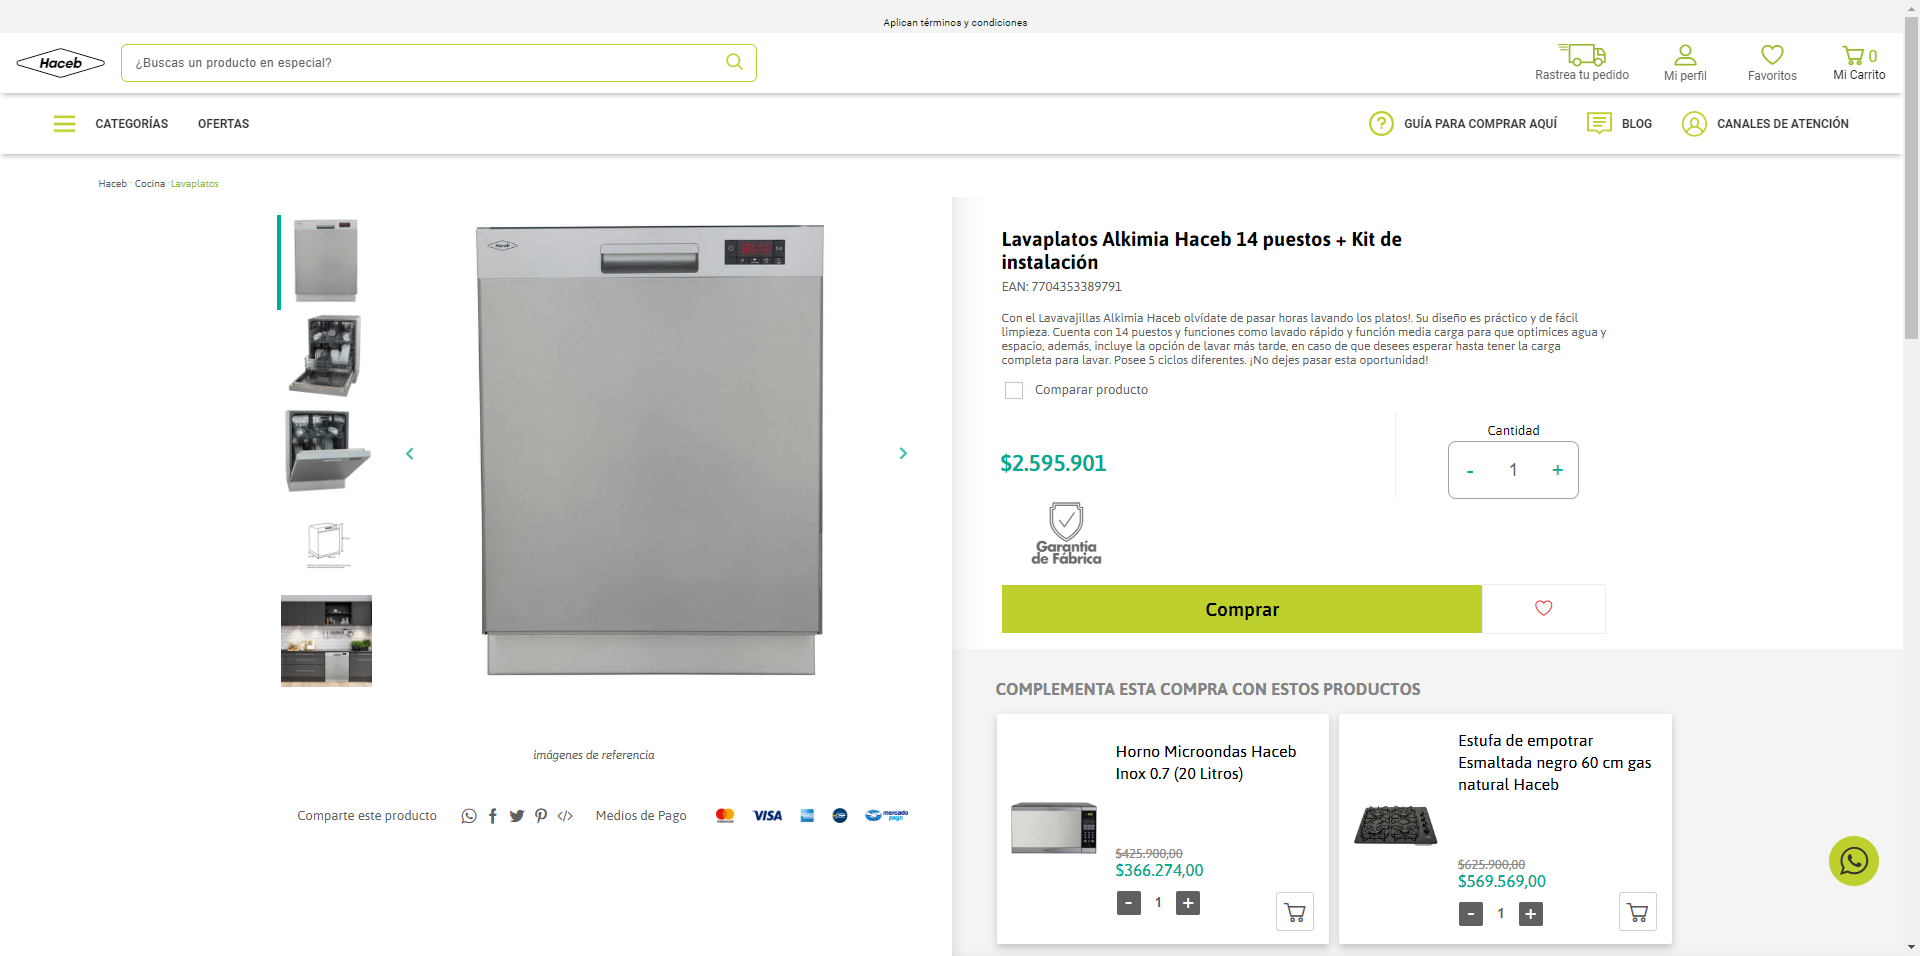 Aplican términos y condiciones
Haceb
¿Buscas un producto en especial?
Rastrea tu pedido
Mi perfil
Favoritos
0
Mi Carrito
CATEGORÍAS
OFERTAS
GUÍA PARA COMPRAR AQUÍ
BLOG
CANALES DE ATENCIÓN
Haceb · Cocina · Lavaplatos
Haceb
Lavaplatos Alkimia Haceb 14 puestos + Kit de
instalación
EAN: 7704353389791
Con el Lavavajillas Alkimia Haceb olvídate de pasar horas lavando los platos!. Su diseño es práctico y de fácil
limpieza. Cuenta con 14 puestos y funciones como lavado rápido y función media carga para que optimices agua y
espacio, además, incluye la opción de lavar más tarde, en caso de que desees esperar hasta tener la carga
completa para lavar. Posee 5 ciclos diferentes. ¡No dejes pasar esta oportunidad!
Comparar producto
$2.595.901
Cantidad
- 1 +
Garantía
de Fábrica
Comprar
imágenes de referencia
Comparte este producto
Medios de Pago
VISA
mercado
pago
COMPLEMENTA ESTA COMPRA CON ESTOS PRODUCTOS
Horno Microondas Haceb
Inox 0.7 (20 Litros)
$425.900,00
$366.274,00
- 1 +
Estufa de empotrar
Esmaltada negro 60 cm gas
natural Haceb
$625.900,00
$569.569,00
- 1 +